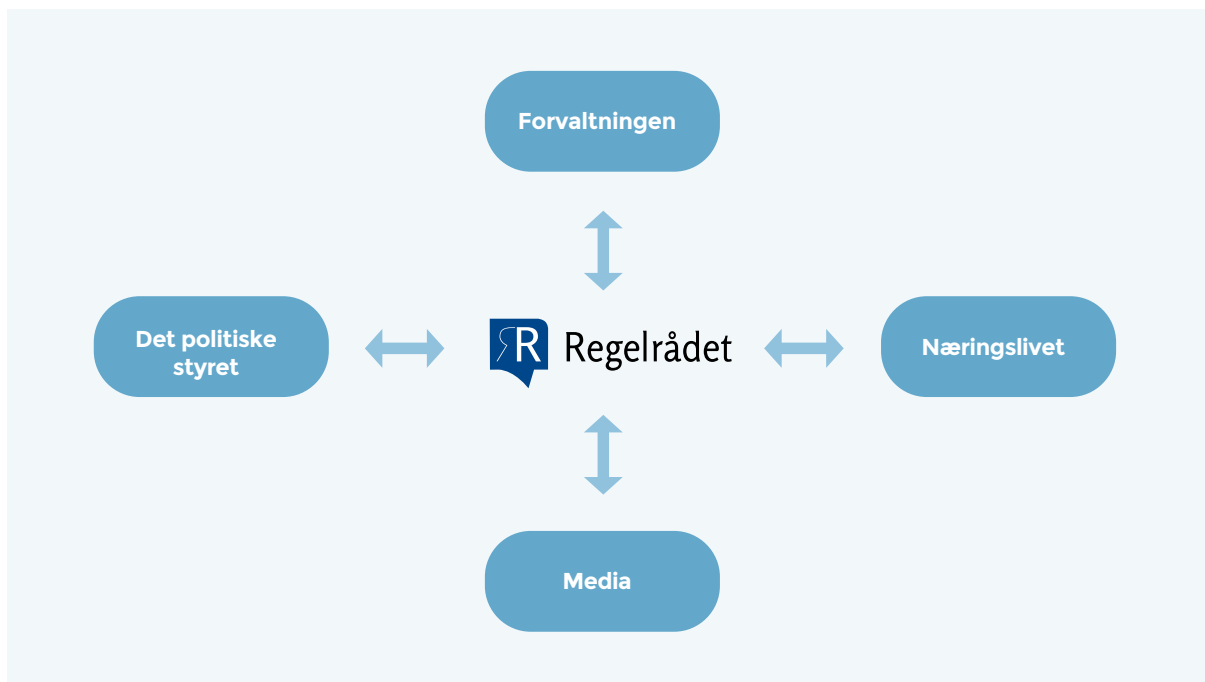 Forvaltningen
Det politiske
styret
R Regelrådet
Næringslivet
Media